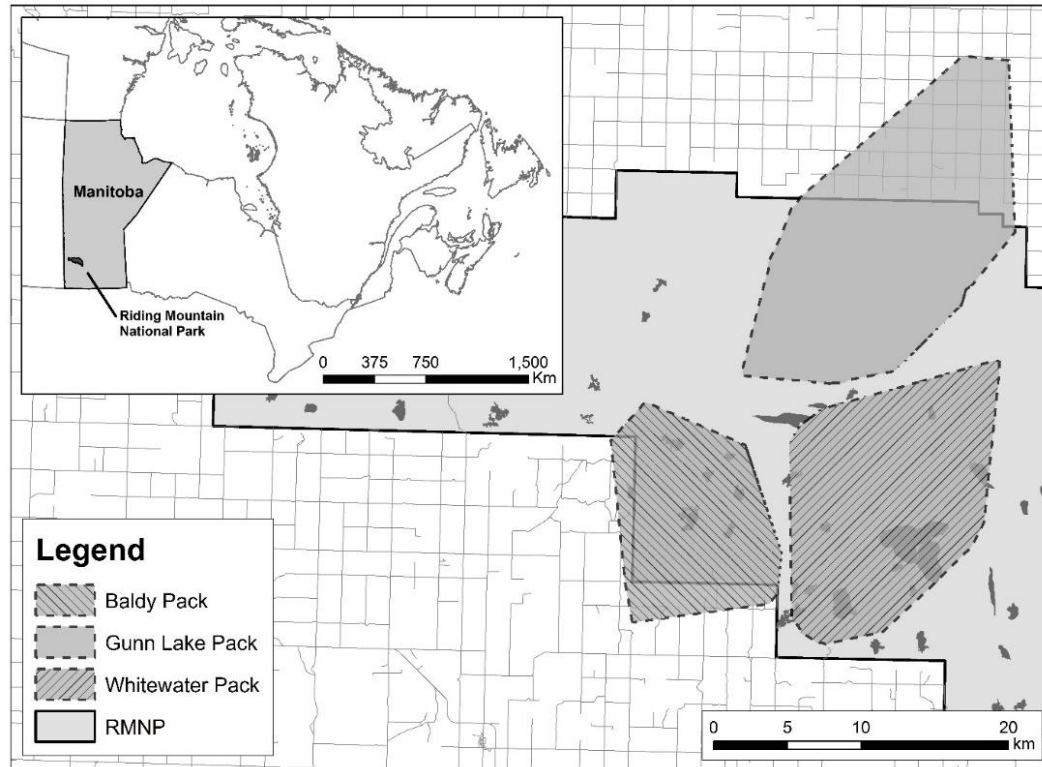 Manitoba
Riding Mountain
National Park
0 375 750 1,500
Km
Legend
Baldy Pack
Gunn Lake Pack
Whitewater Pack
RMNP
0 5 10 20
km